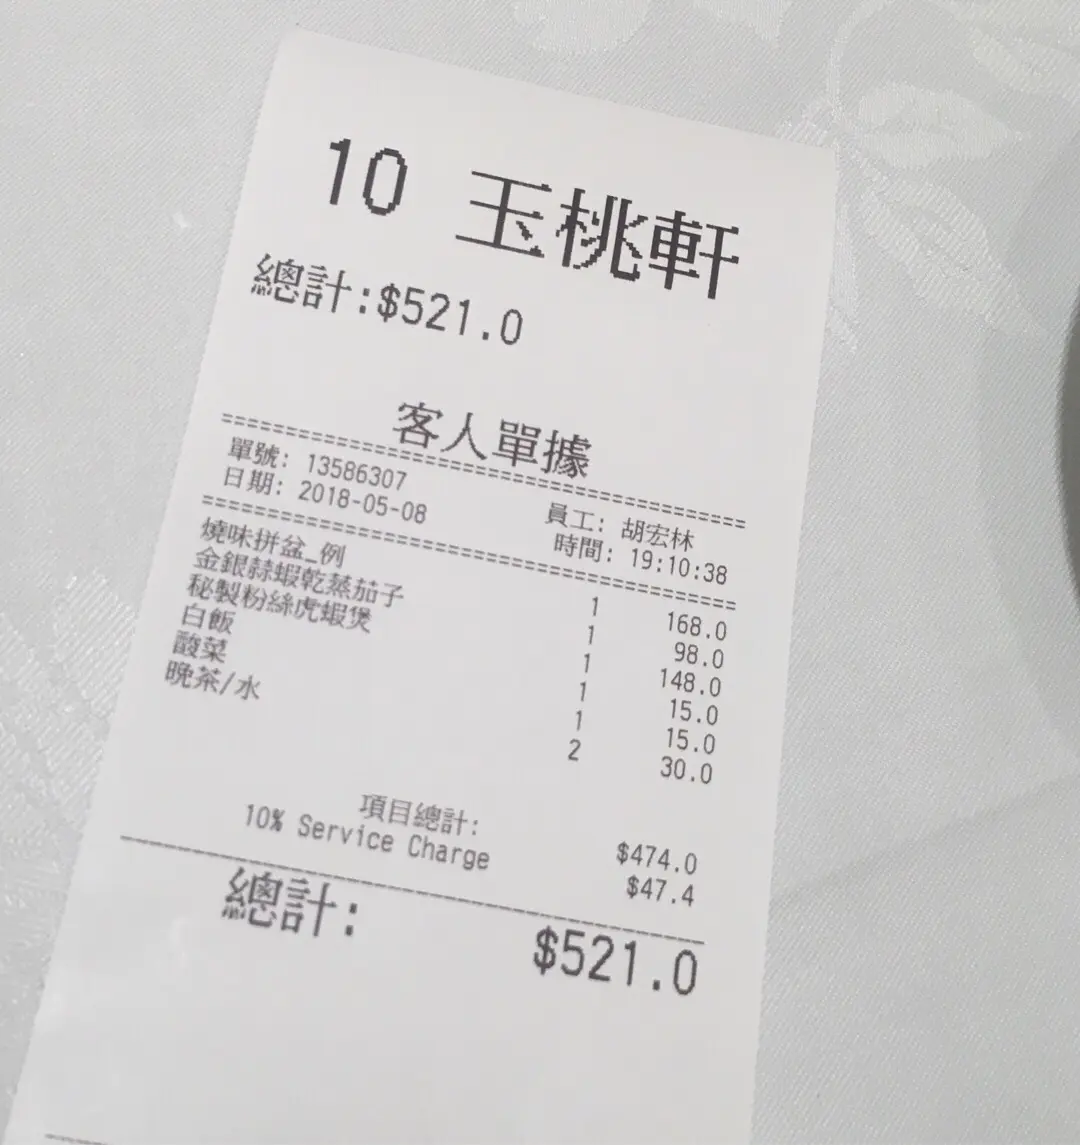 10 玉桃軒
總計:$521.0
客人單據
單號: 13586307 員工: 胡宏林
日期: 2018-05-08 時間: 19:10:38
燒味拼盆_例 1 168.0
金銀蒜蝦乾蒸茄子 1 98.0
秘製粉絲虎蝦煲 1 148.0
白飯 1 15.0
酸菜 1 15.0
晚茶/水 2 30.0
項目總計: $474.0
10% Service Charge $47.4
總計: $521.0